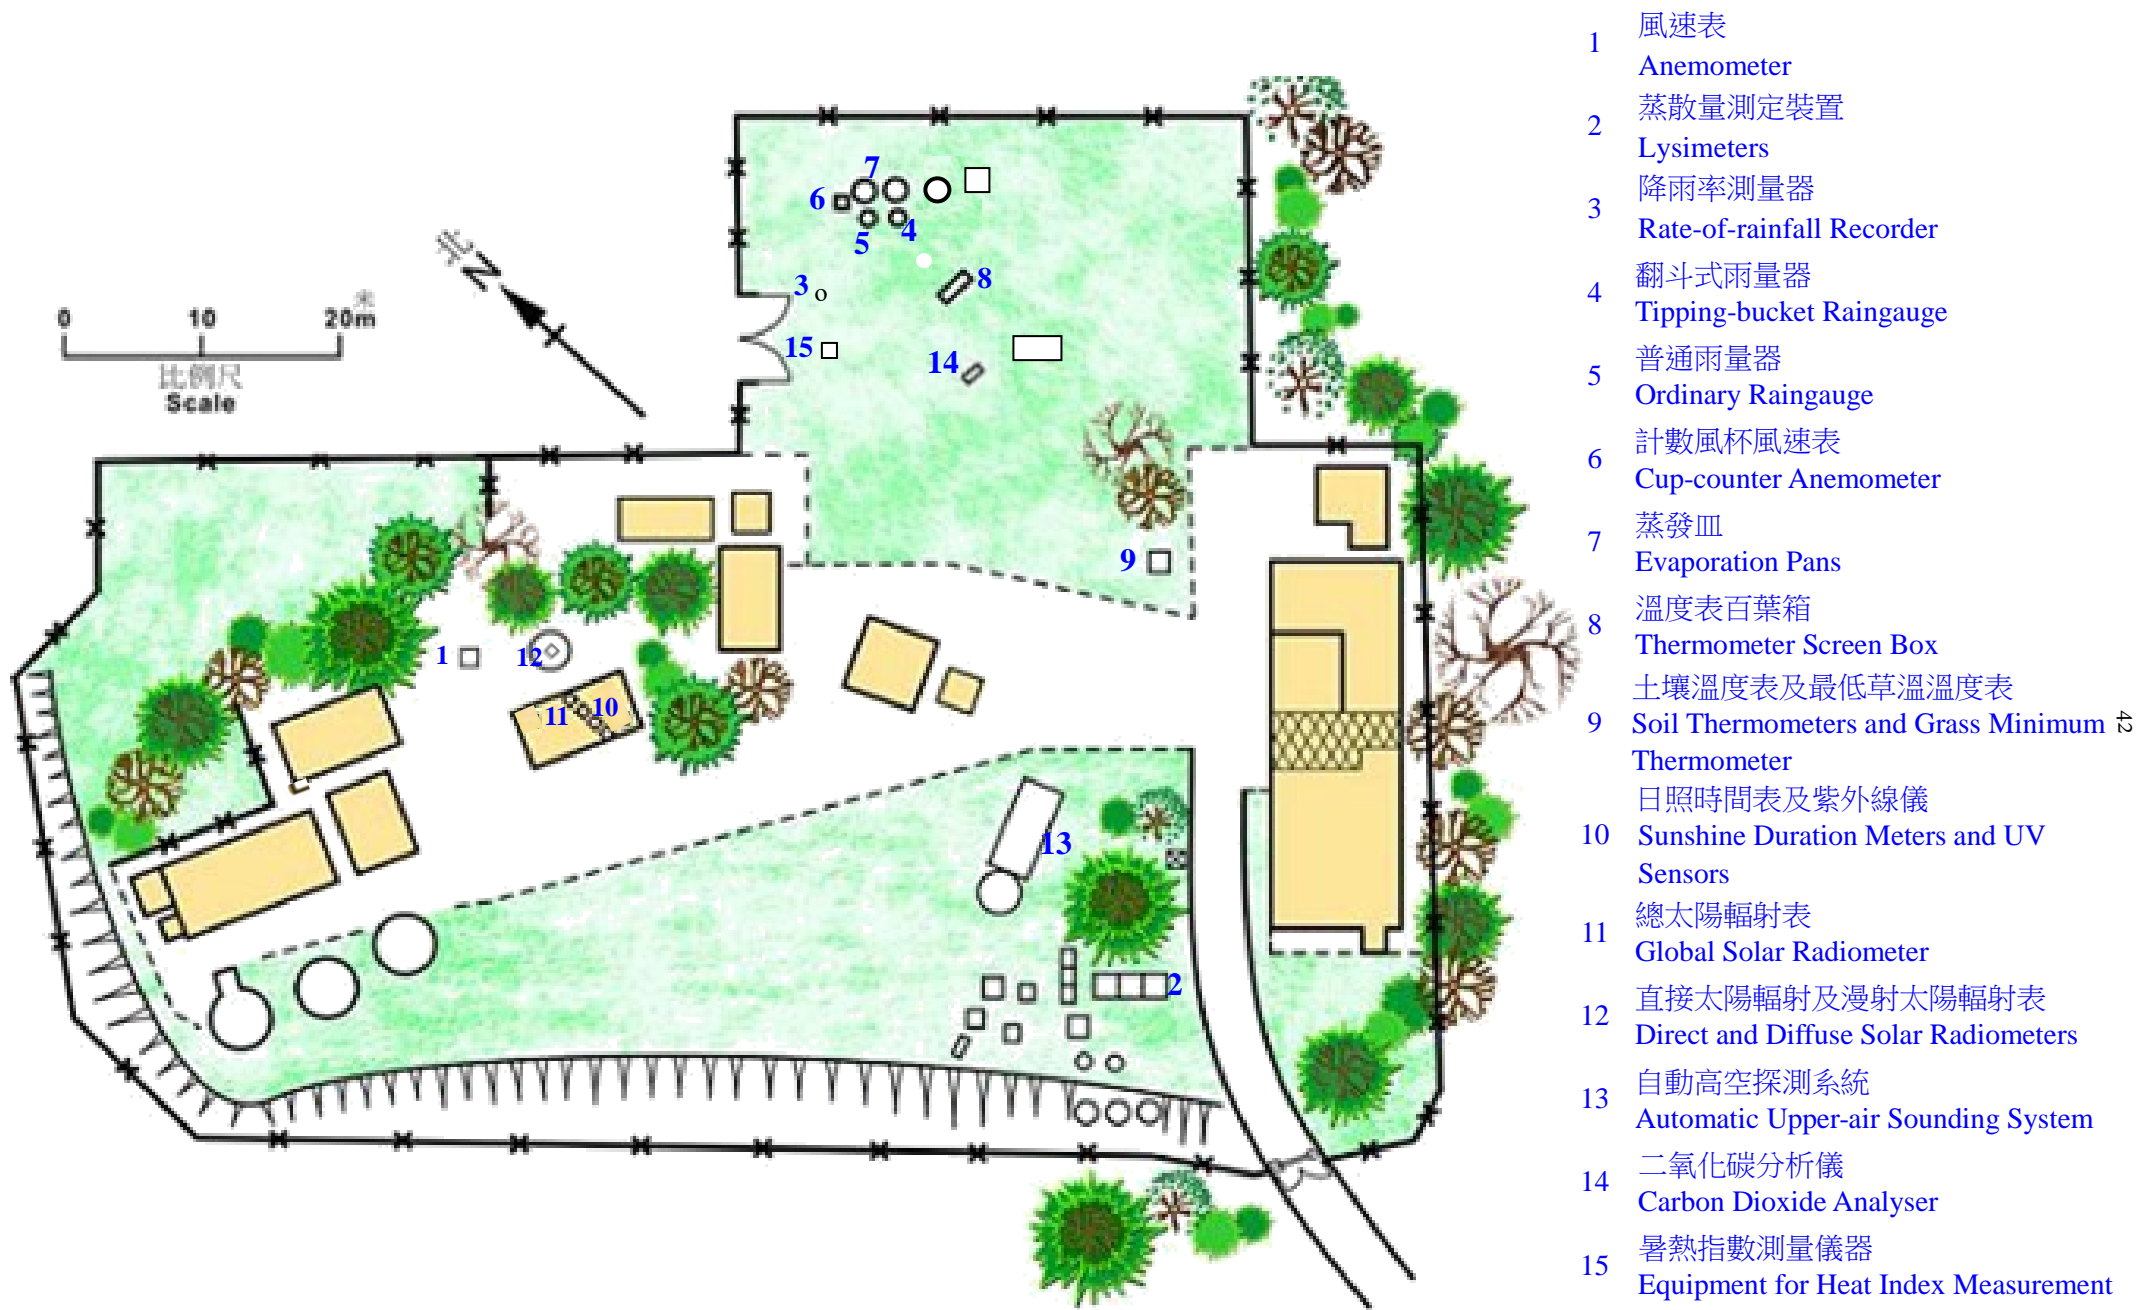 7
6
5
4
3
8
15
14
9
北
N
米
0
10
20m
比例尺
Scale
1
12
11
10
13
2
1
風速表
Anemometer
2
蒸散量測定裝置
Lysimeters
3
降雨率測量器
Rate-of-rainfall Recorder
4
翻斗式雨量器
Tipping-bucket Raingauge
5
普通雨量器
Ordinary Raingauge
6
計數風杯風速表
Cup-counter Anemometer
7
蒸發皿
Evaporation Pans
8
溫度表百葉箱
Thermometer Screen Box
9
土壤溫度表及最低草溫溫度表
Soil Thermometers and Grass Minimum
Thermometer
10
日照時間表及紫外線儀
Sunshine Duration Meters and UV
Sensors
11
總太陽輻射表
Global Solar Radiometer
12
直接太陽輻射及漫射太陽輻射表
Direct and Diffuse Solar Radiometers
13
自動高空探測系統
Automatic Upper-air Sounding System
14
二氧化碳分析儀
Carbon Dioxide Analyser
15
暑熱指數測量儀器
Equipment for Heat Index Measurement
42